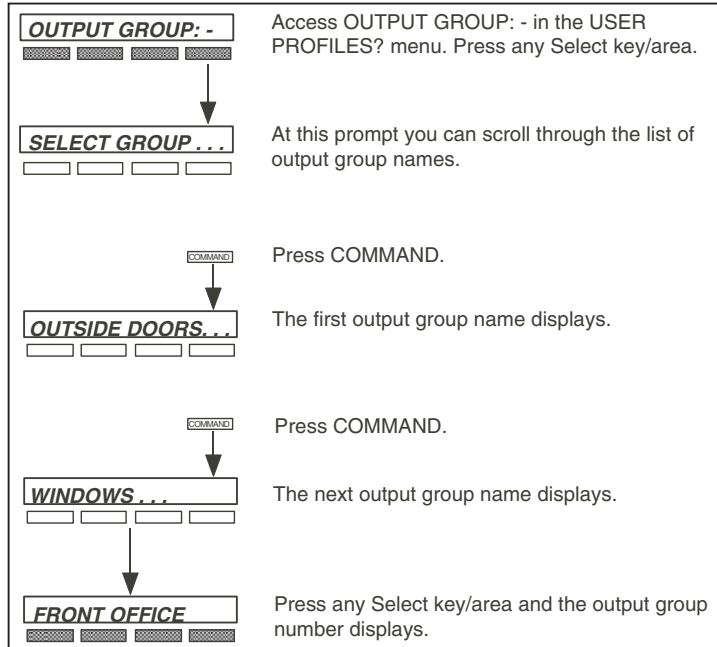 OUTPUT GROUP: -
Access OUTPUT GROUP: - in the USER
PROFILES? menu. Press any Select key/area.
SELECT GROUP . . .
At this prompt you can scroll through the list of
output group names.
COMMAND
Press COMMAND.
OUTSIDE DOORS. . .
The first output group name displays.
COMMAND
Press COMMAND.
WINDOWS . . .
The next output group name displays.
FRONT OFFICE
Press any Select key/area and the output group
number displays.